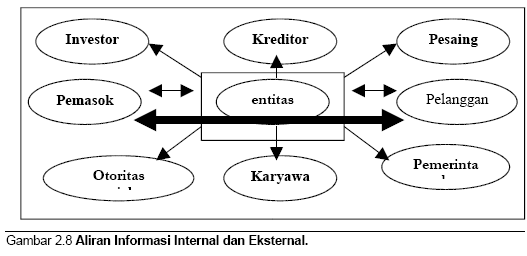 Investor
Kreditor
Pesaing
Pemasok
entitas
Pelanggan
Otoritas
Karyawa
Pemerinta
Gambar 2.8 Aliran Informasi Internal dan Eksternal.